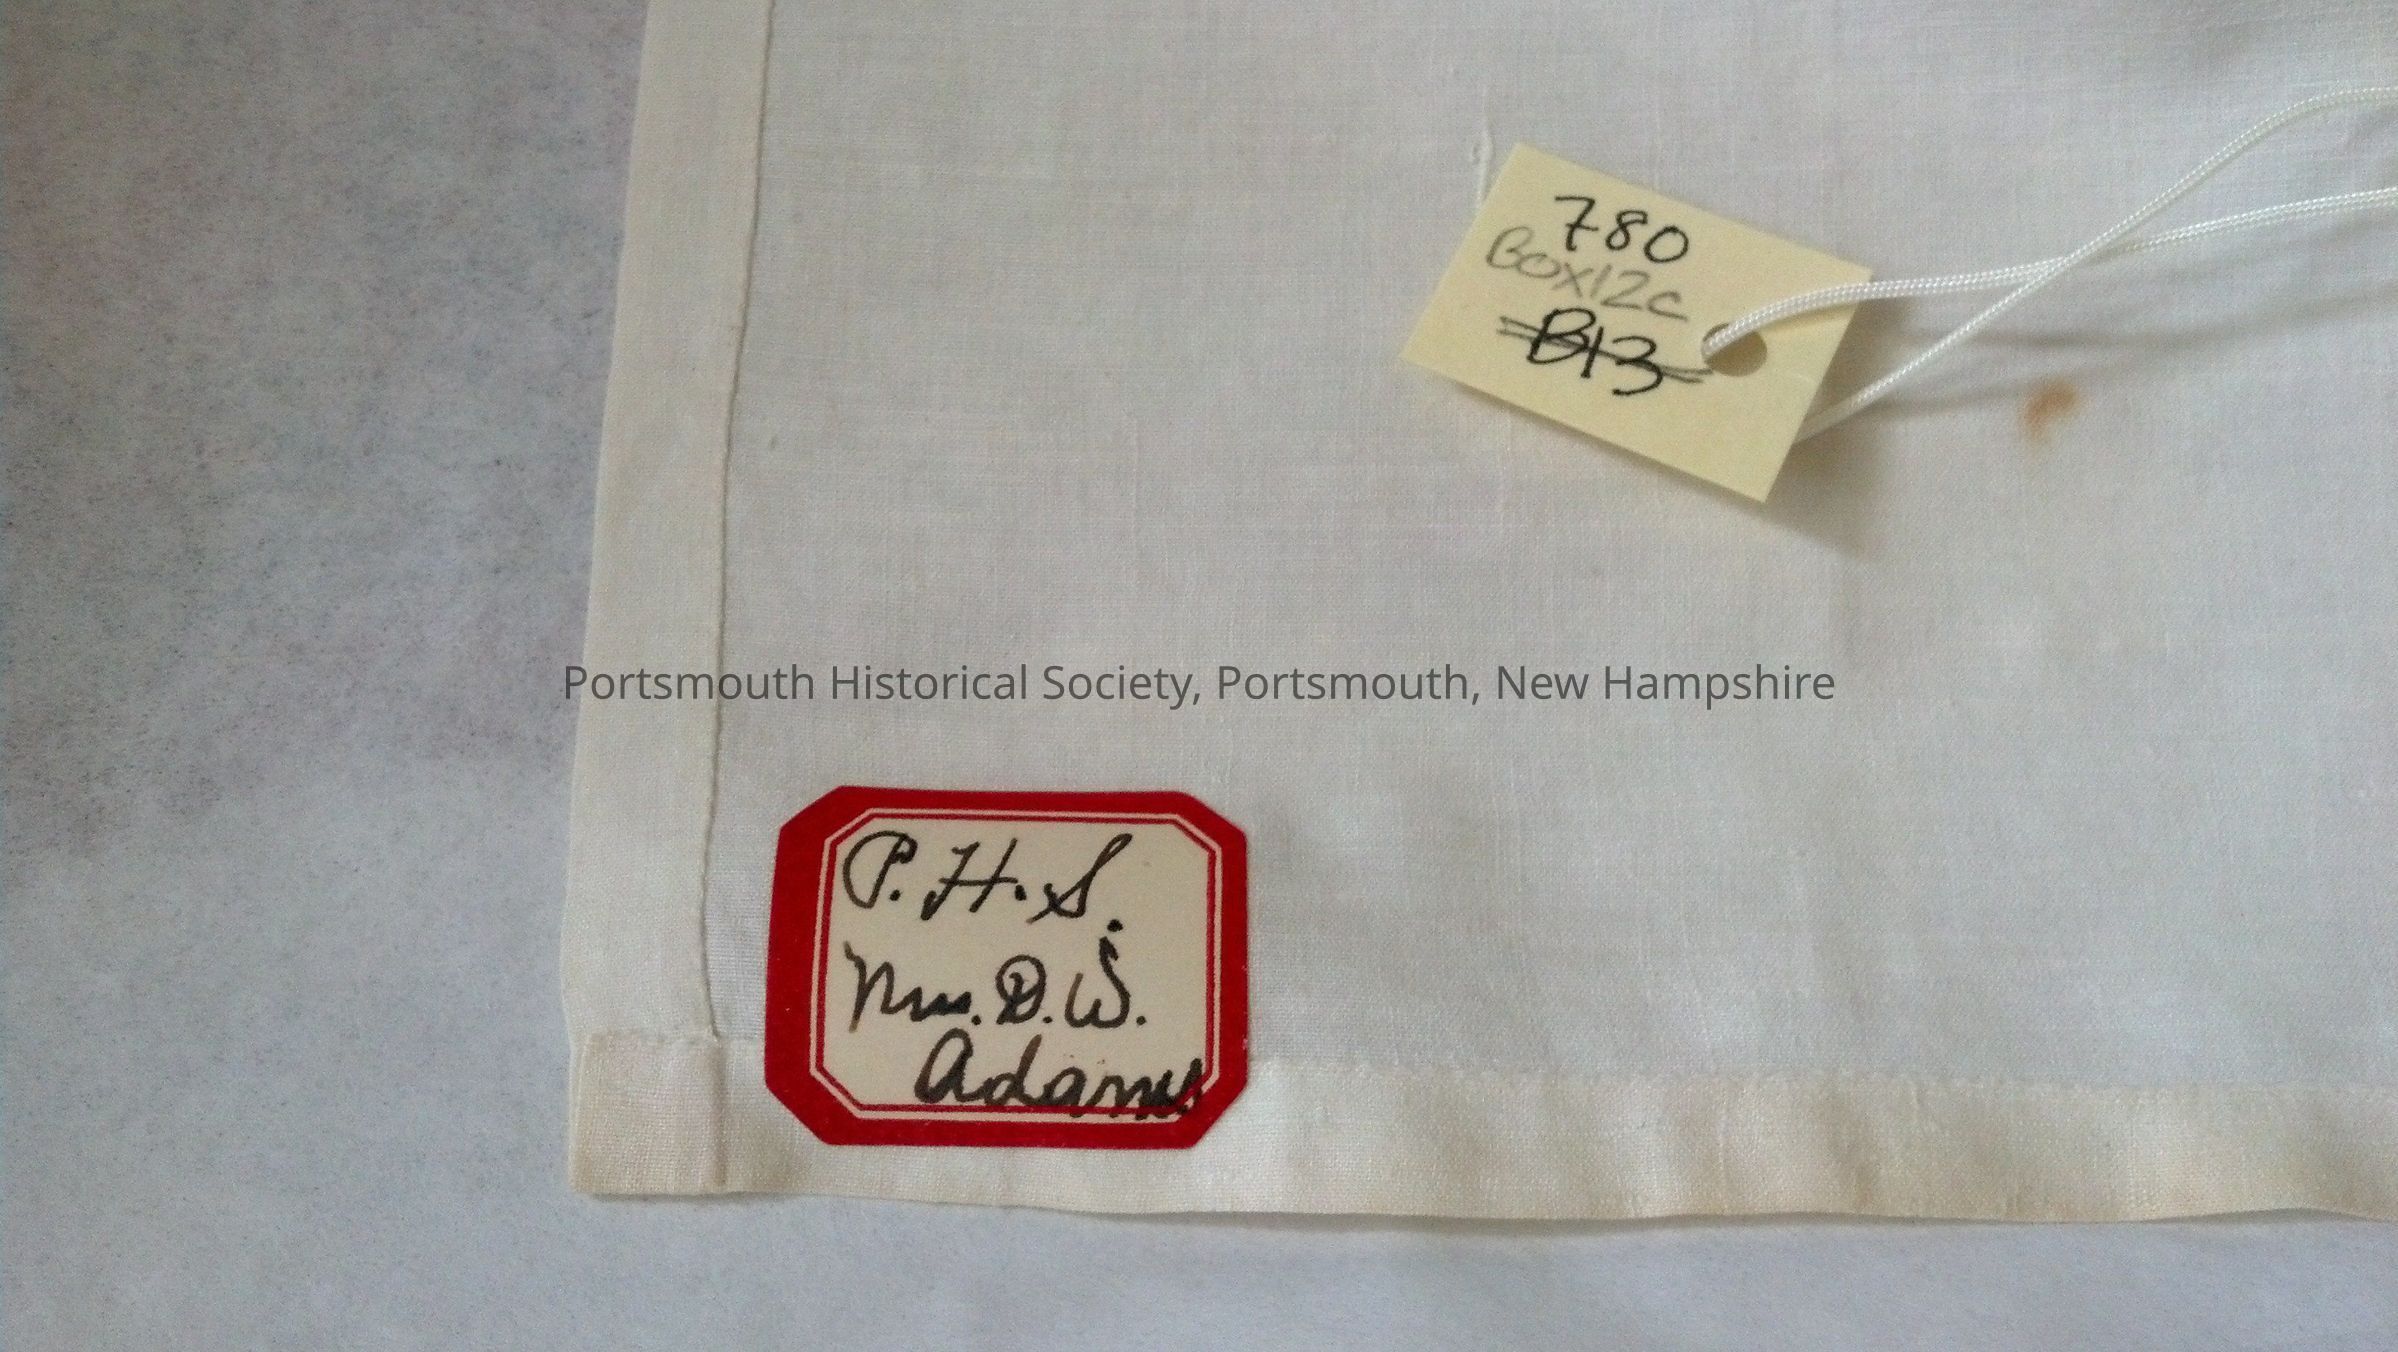 780
BOX12C
B13
Portsmouth Historical Society, Portsmouth, New Hampshire
P.H.S.
Mrs. D.W.
Adams